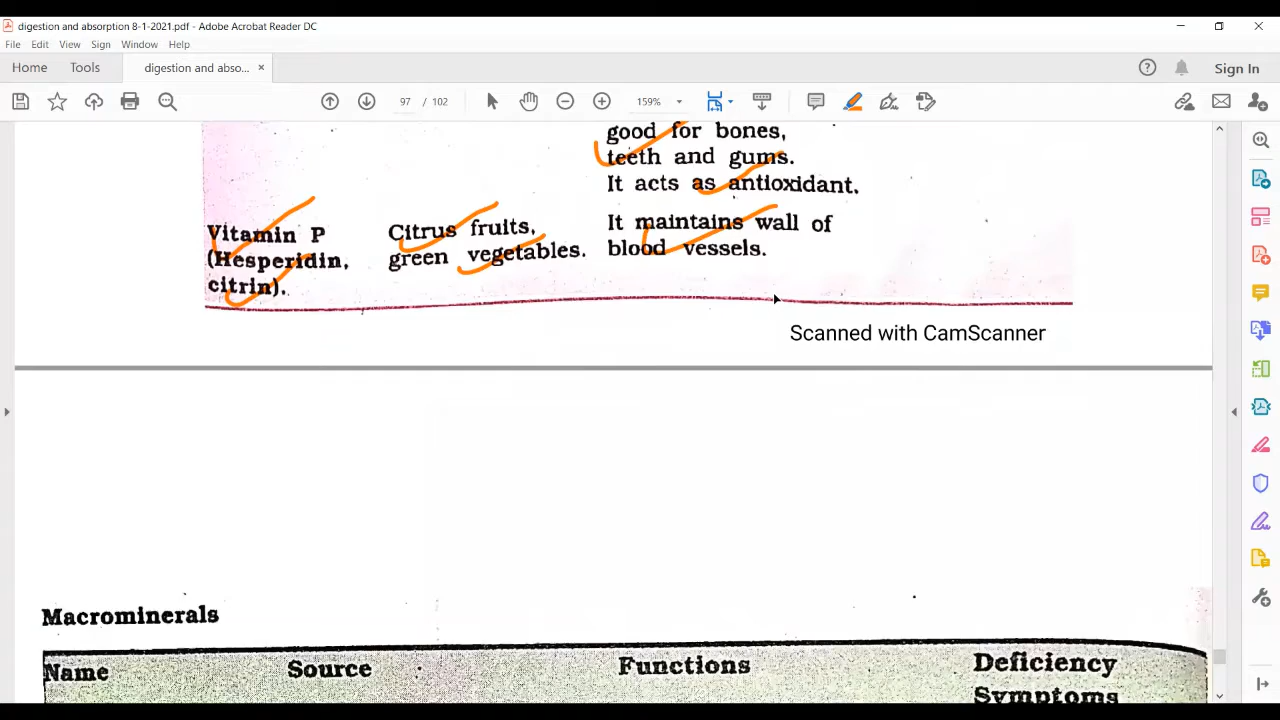 digestion and absorption 8-1-2021.pdf - Adobe Acrobat Reader DC
File Edit View Sign Window Help
Home Tools digestion and abso... × Sign In
97 / 102 159%
good for bones,
teeth and gums.
It acts as antioxidant.
Vitamin P Citrus fruits, It maintains wall of
(Hesperidin, green vegetables. blood vessels.
citrin).
Scanned with CamScanner
Macrominerals
Name Source Functions Deficiency
Symptoms